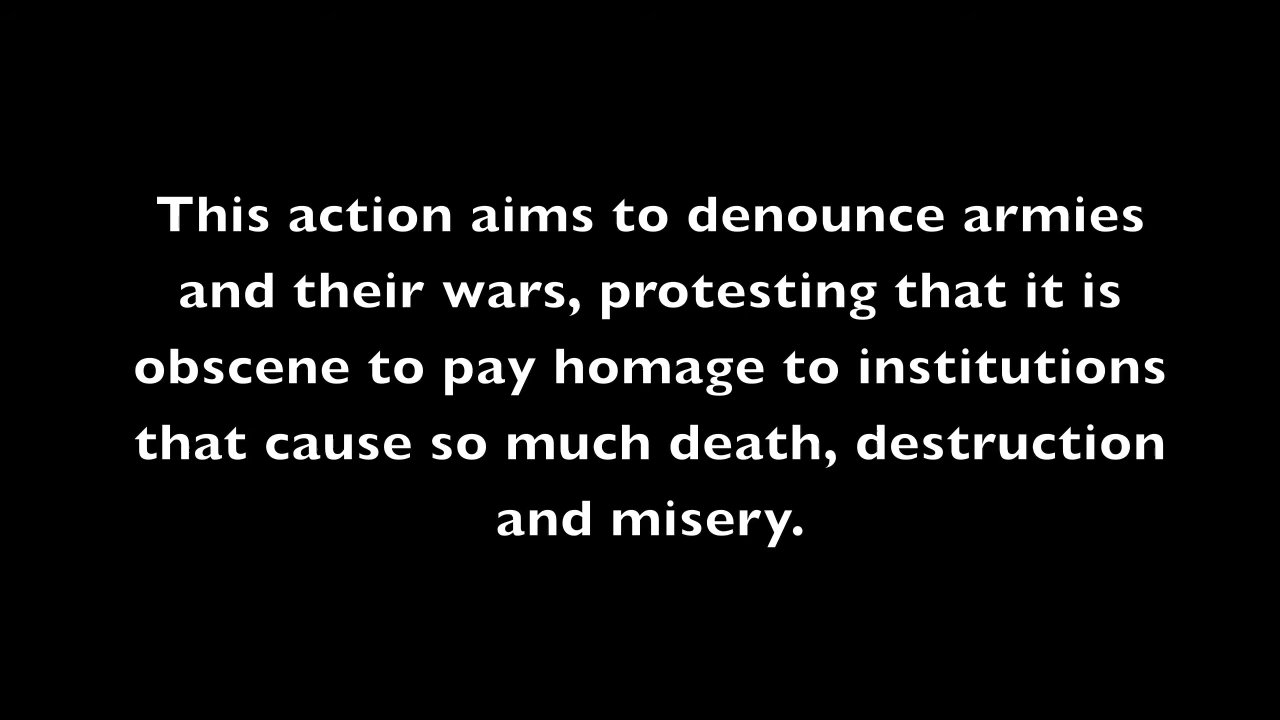 This action aims to denounce armies
and their wars, protesting that it is
obscene to pay homage to institutions
that cause so much death, destruction
and misery.